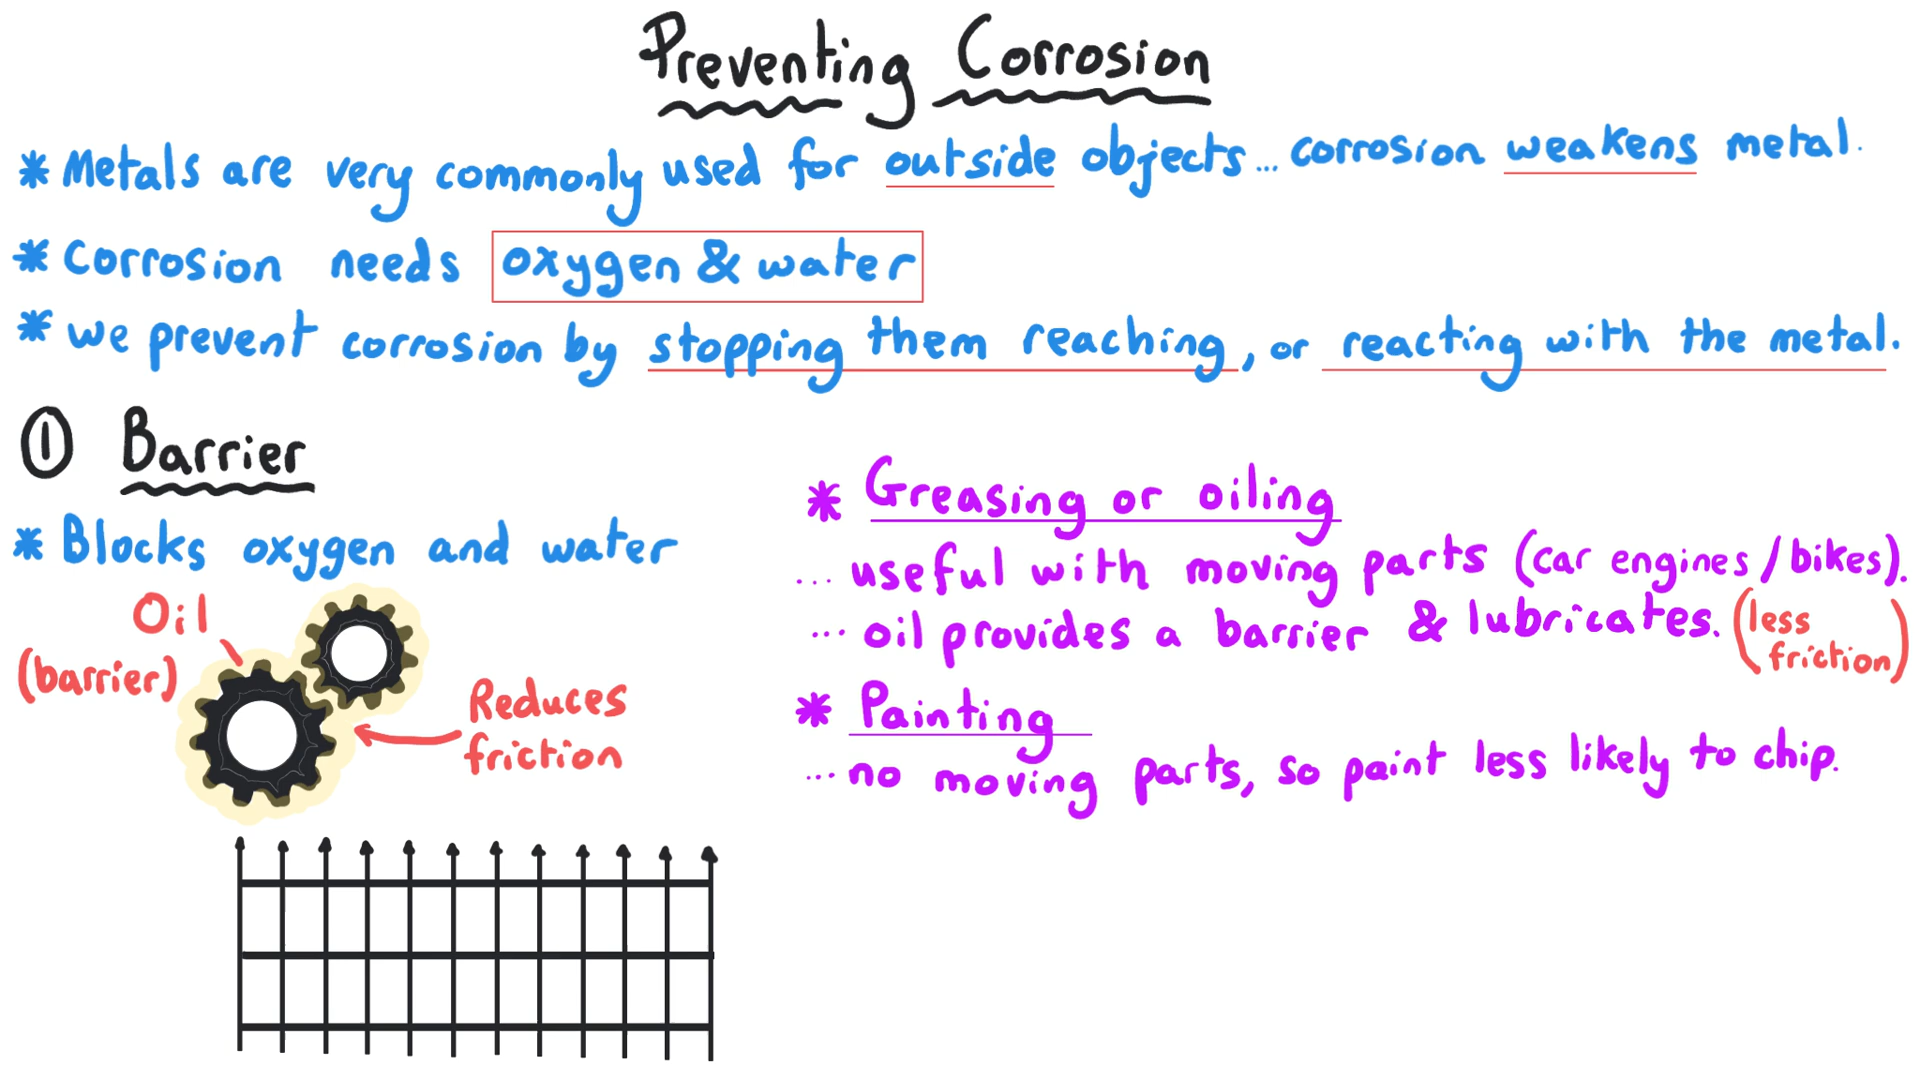 Preventing Corrosion
* Metals are very commonly used for outside objects... corrosion weakens metal.
* Corrosion needs oxygen & water
* we prevent corrosion by stopping them reaching, or reacting with the metal.
① Barrier
* Blocks oxygen and water
Oil
(barrier)
Reduces
friction
* Greasing or oiling
... useful with moving parts (car engines/bikes).
... oil provides a barrier & lubricates. (less
friction)
* Painting
... no moving parts, so paint less likely to chip.